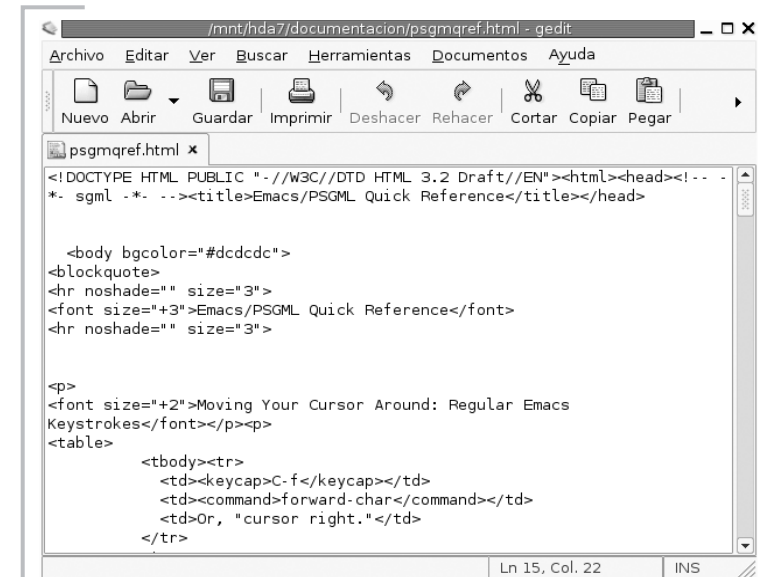 /mnt/hda7/documentacion/psgmqref.html - gedit
Archivo Editar Ver Buscar Herramientas Documentos Ayuda
Nuevo Abrir Guardar Imprimir Deshacer Rehacer Cortar Copiar Pegar
psgmqref.html
<!DOCTYPE HTML PUBLIC "-//W3C//DTD HTML 3.2 Draft//EN"><html><head><!-- -
*- sgml -*- --><title>Emacs/PSGML Quick Reference</title></head>
<body bgcolor="#dcdcdc">
<blockquote>
<hr noshade="" size="3">
<font size="+3">Emacs/PSGML Quick Reference</font>
<hr noshade="" size="3">
<p>
<font size="+2">Moving Your Cursor Around: Regular Emacs
Keystrokes</font></p><p>
<table>
<tbody><tr>
<td><keycap>C-f</keycap></td>
<td><command>forward-char</command></td>
<td>Or, "cursor right."</td>
</tr>
Ln 15, Col. 22 INS